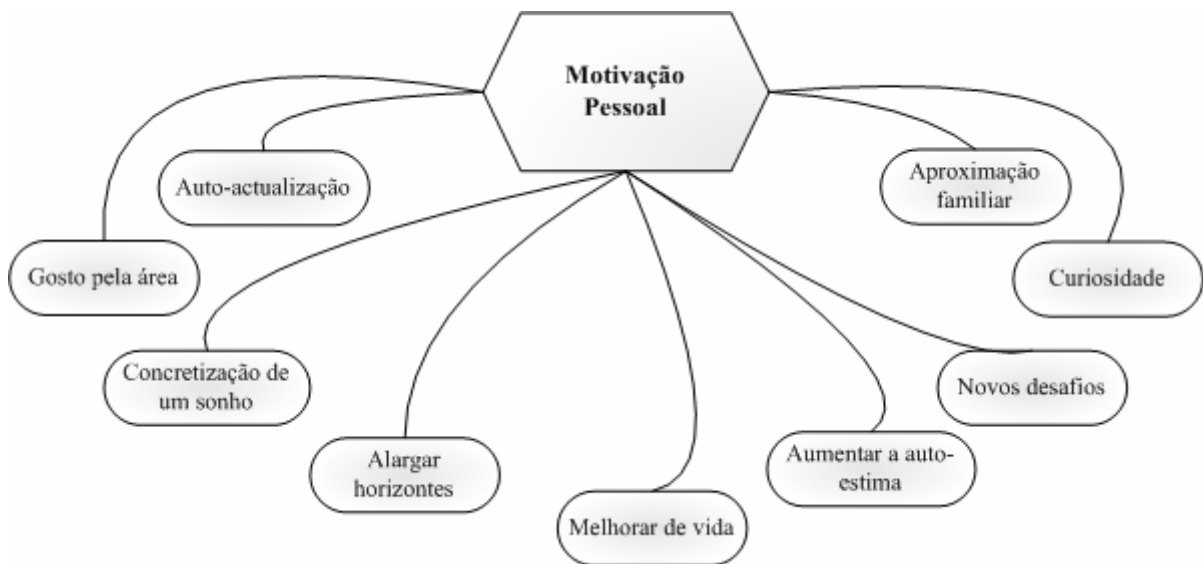 Motivação
Pessoal
Auto-actualização
Aproximação
familiar
Gosto pela área
Curiosidade
Concretização de
um sonho
Novos desafios
Alargar
horizontes
Aumentar a auto-
estima
Melhorar de vida